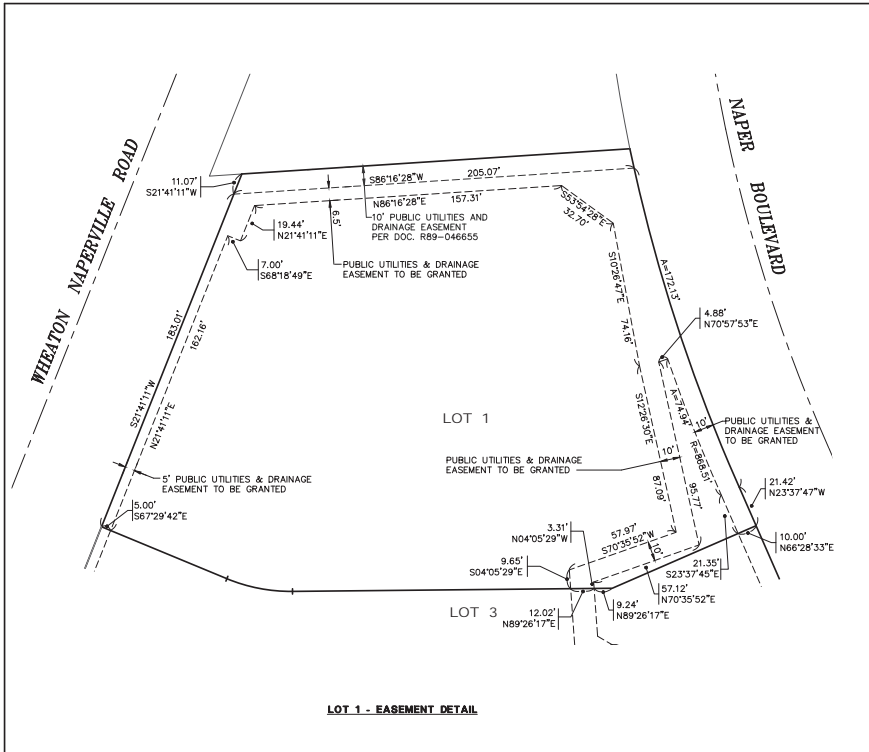 WHEATON NAPERVILLE ROAD
NAPER BOULEVARD
11.07'
S21°41'11"W
S86°16'28"W 205.07'
N86°16'28"E 157.31'
6.5'
10' PUBLIC UTILITIES AND
DRAINAGE EASEMENT
PER DOC. R89-046655
S53°54'28"E
32.70'
19.44'
N21°41'11"E
7.00'
S68°18'49"E
PUBLIC UTILITIES & DRAINAGE
EASEMENT TO BE GRANTED
S10°26'47"E 74.16'
A=172.13'
4.88'
N70°57'53"E
183.01'
162.16'
S21°41'11"W
N21°41'11"E
S12°26'30"E 87.09'
A=74.94' R=868.51'
10'
PUBLIC UTILITIES &
DRAINAGE EASEMENT
TO BE GRANTED
LOT 1
PUBLIC UTILITIES & DRAINAGE
EASEMENT TO BE GRANTED
10'
95.77'
5' PUBLIC UTILITIES & DRAINAGE
EASEMENT TO BE GRANTED
5.00'
S67°29'42"E
21.42'
N23°37'47"W
3.31'
N04°05'29"W
57.97'
S70°35'52"W
10'
10.00'
N66°28'33"E
9.65'
S04°05'29"E
21.35'
S23°37'45"E
57.12'
N70°35'52"E
12.02'
N89°26'17"E
9.24'
N89°26'17"E
LOT 3
LOT 1 - EASEMENT DETAIL